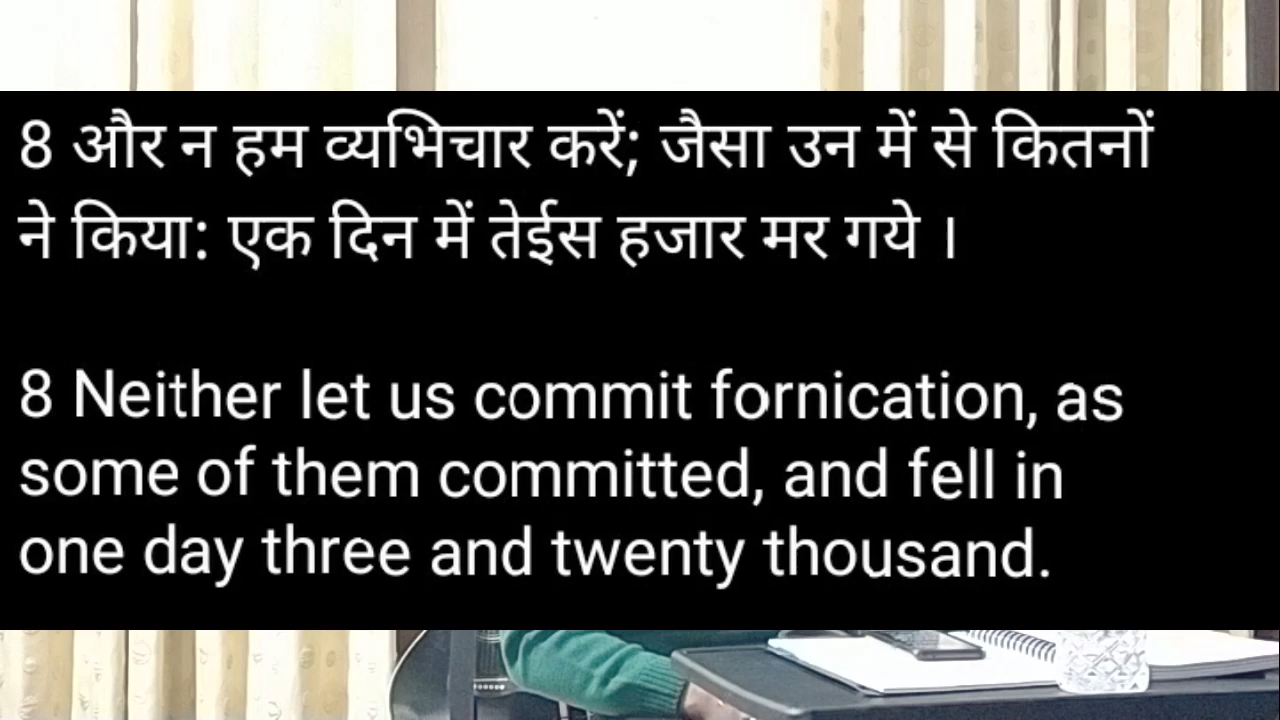 8 और न हम व्यभिचार करें; जैसा उन में से कितनों
ने किया: एक दिन में तेईस हजार मर गये ।
8 Neither let us commit fornication, as
some of them committed, and fell in
one day three and twenty thousand.